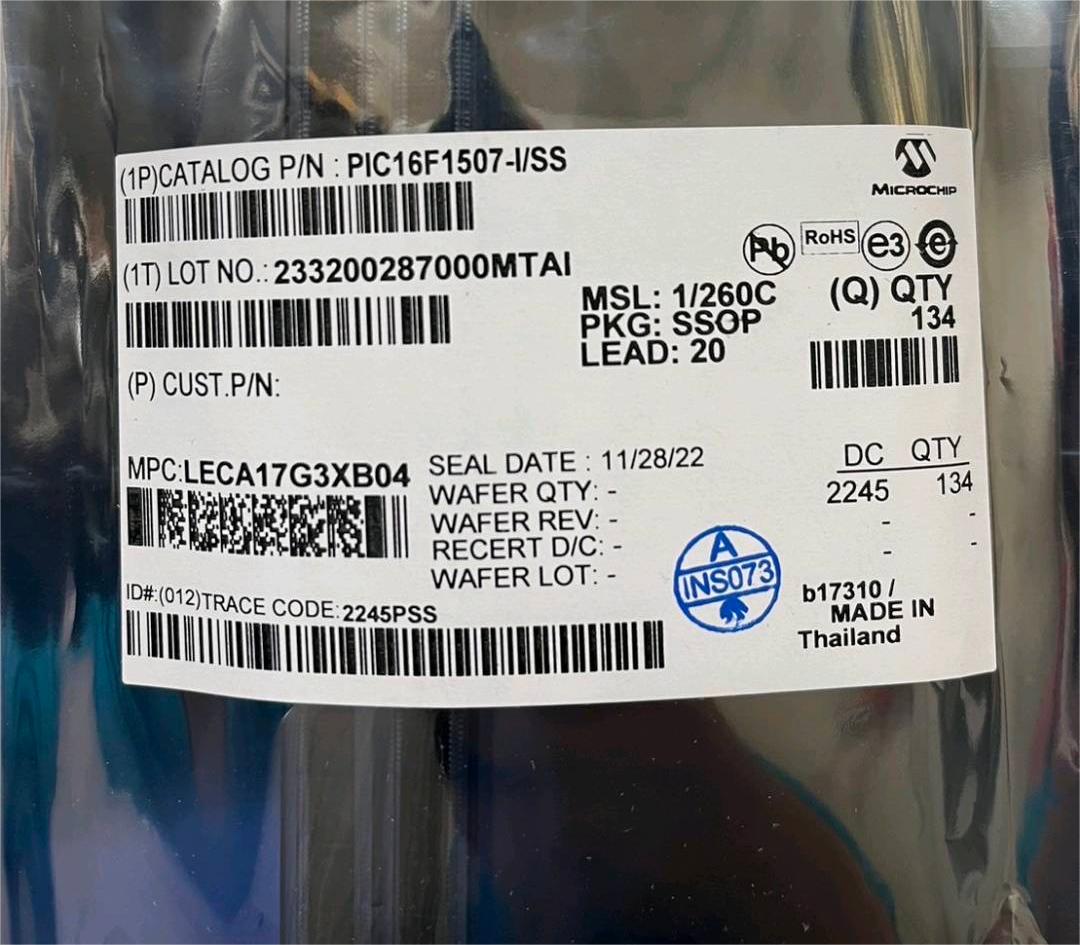 (1P)CATALOG P/N : PIC16F1507-I/SS
MICROCHIP
(1T) LOT NO.: 233200287000MTAI
Pb
RoHS
e3
e
MSL: 1/260C
PKG: SSOP
LEAD: 20
(Q) QTY
134
(P) CUST.P/N:
MPC:LECA17G3XB04
SEAL DATE : 11/28/22
WAFER QTY: -
WAFER REV: -
RECERT D/C: -
WAFER LOT: -
DC QTY
2245 134
- -
- -
A
INS073
ID#:(012)TRACE CODE:2245PSS
b17310 /
MADE IN
Thailand